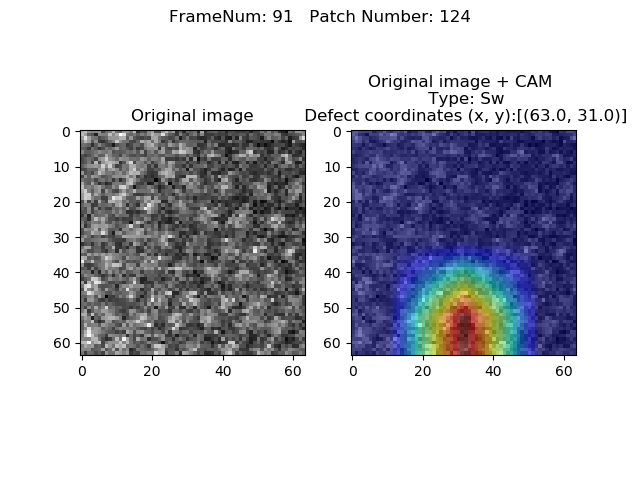 FrameNum: 91   Patch Number: 124
Original image
0
10
20
30
40
50
60
0 20 40 60
Original image + CAM
Type: Sw
Defect coordinates (x, y):[(63.0, 31.0)]
0
10
20
30
40
50
60
0 20 40 60